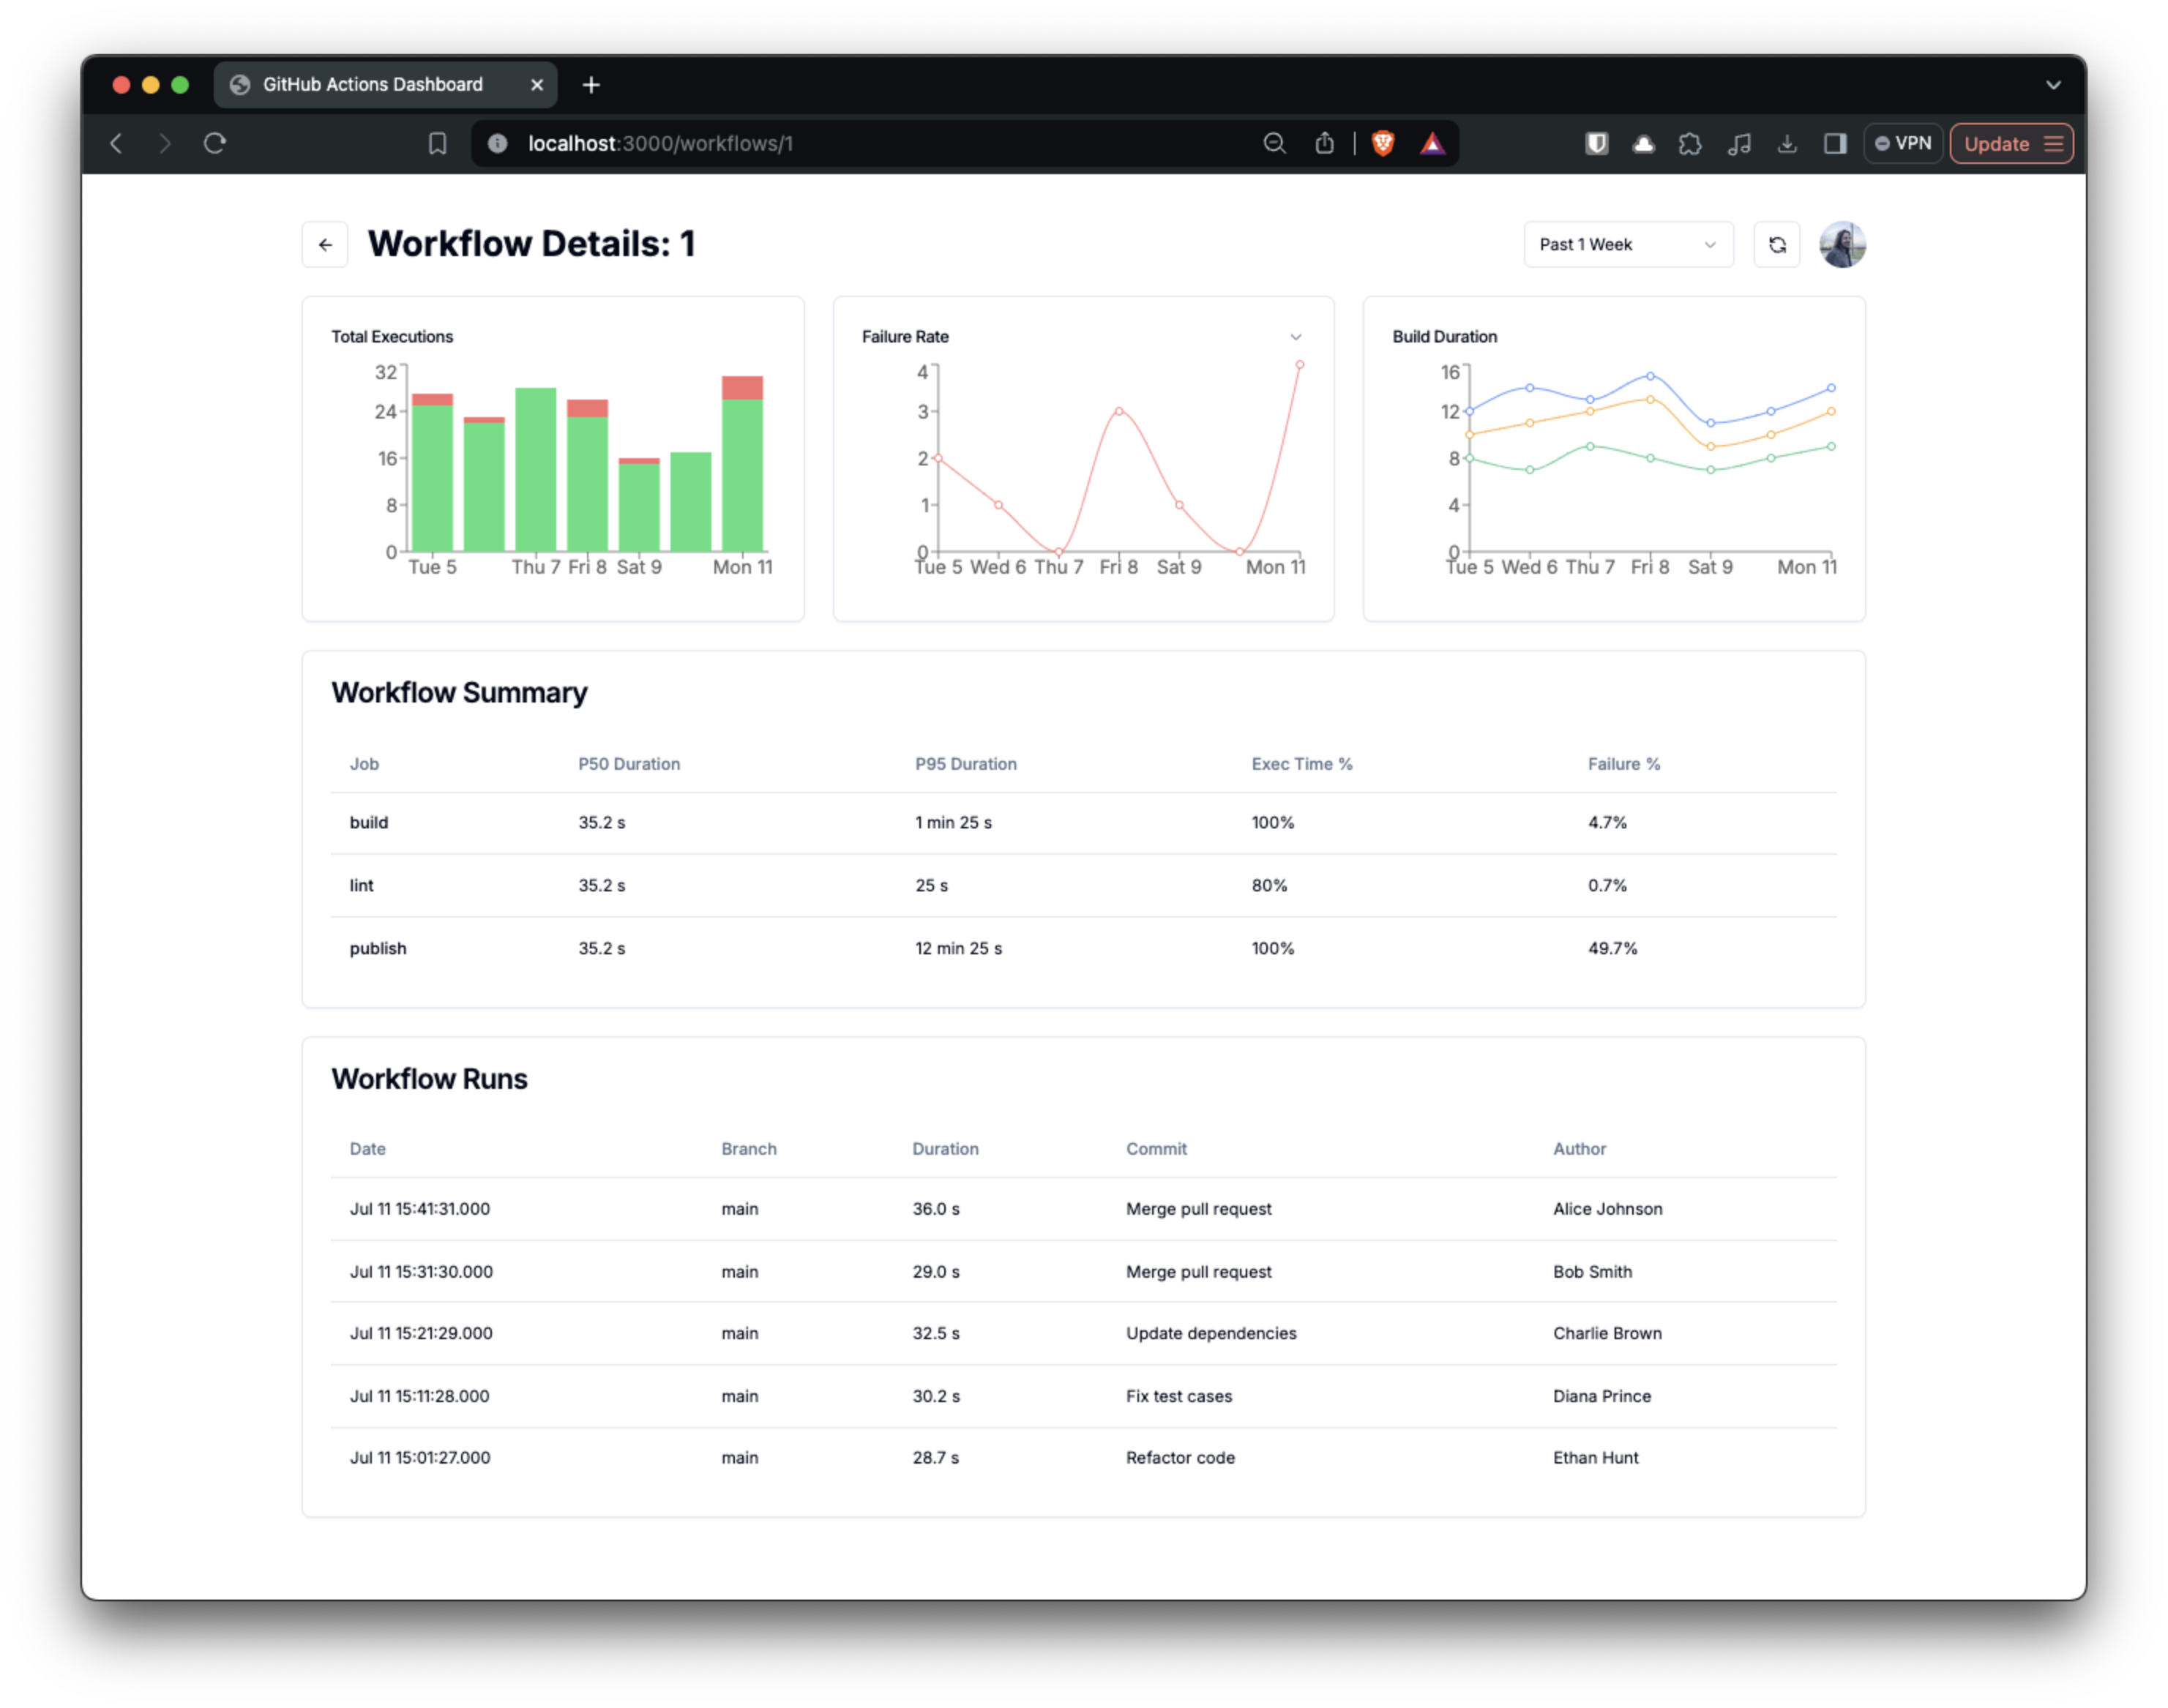 GitHub Actions Dashboard
localhost:3000/workflows/1
VPN
Update
Workflow Details: 1
Past 1 Week
Total Executions
32
24
16
8
0
Tue 5 Thu 7 Fri 8 Sat 9 Mon 11
Failure Rate
4
3
2
1
0
Tue 5 Wed 6 Thu 7 Fri 8 Sat 9 Mon 11
Build Duration
16
12
8
4
0
Tue 5 Wed 6 Thu 7 Fri 8 Sat 9 Mon 11
Workflow Summary
Job P50 Duration P95 Duration Exec Time % Failure %
build 35.2 s 1 min 25 s 100% 4.7%
lint 35.2 s 25 s 80% 0.7%
publish 35.2 s 12 min 25 s 100% 49.7%
Workflow Runs
Date Branch Duration Commit Author
Jul 11 15:41:31.000 main 36.0 s Merge pull request Alice Johnson
Jul 11 15:31:30.000 main 29.0 s Merge pull request Bob Smith
Jul 11 15:21:29.000 main 32.5 s Update dependencies Charlie Brown
Jul 11 15:11:28.000 main 30.2 s Fix test cases Diana Prince
Jul 11 15:01:27.000 main 28.7 s Refactor code Ethan Hunt